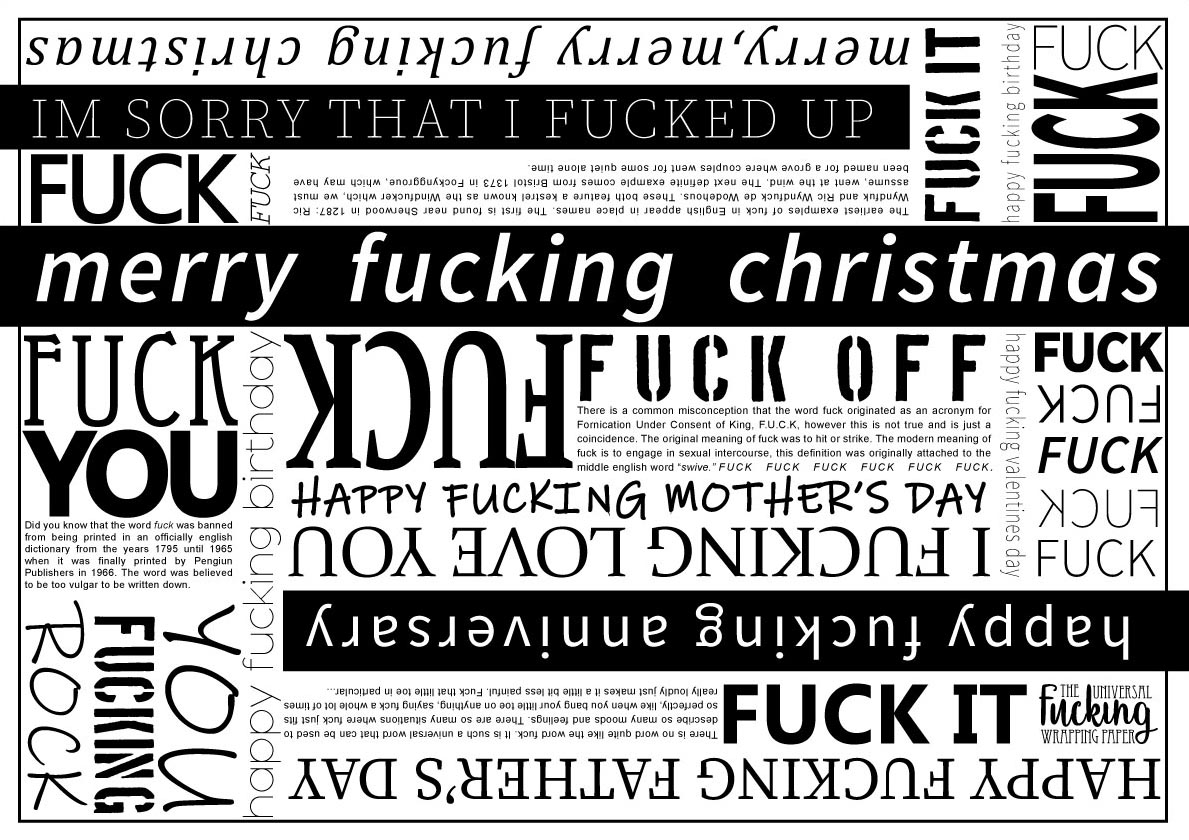 merry,merry fucking christmas
IM SORRY THAT I FUCKED UP
FUCK IT
happy fucking birthday
FUCK
FUCK
FUCK
FUCK
The earliest examples of fuck in English appear in place names. The first is found near Sherwood in 1287: Ric
Wyndfuk and Ric Wyndfuck de Wodehous. These both feature a kestrel known as the Windfucker which, we must
assume, went at the wind. The next definite example comes from Bristol 1373 in Fockynggroue, which may have
been named for a grove where couples went for some quiet alone time.
merry fucking christmas
FUCK
YOU
Did you know that the word fuck was banned
from being printed in an officially english
dictionary from the years 1795 until 1965
when it was finally printed by Pengiun
Publishers in 1966. The word was believed
to be too vulgar to be written down.
happy fucking birthday
FUCK
FUCK OFF
There is a common misconception that the word fuck originated as an acronym for
Fornication Under Consent of King, F.U.C.K, however this is not true and is just a
coincidence. The original meaning of fuck was to hit or strike. The modern meaning of
fuck is to engage in sexual intercourse, this definition was originally attached to the
middle english word “swive.” FUCK FUCK FUCK FUCK FUCK FUCK.
HAPPY FUCKING MOTHER'S DAY
I FUCKING LOVE YOU
happy fucking valentines day
FUCK
FUCK
FUCK
FUCK
FUCK
happy fucking anniversary
YOU
FUCKING
ROCK
There is no word quite like the word fuck. It is such a universal word that can be used to
describe so many moods and feelings. There are so many situations where fuck just fits
so perfectly, like when you bang your little toe on anything, saying fuck a whole lot of times
really loudly just makes it a little bit less painful. Fuck that little toe in particular...
FUCK IT
THE UNIVERSAL
fucking
WRAPPING PAPER
HAPPY FUCKING FATHER'S DAY